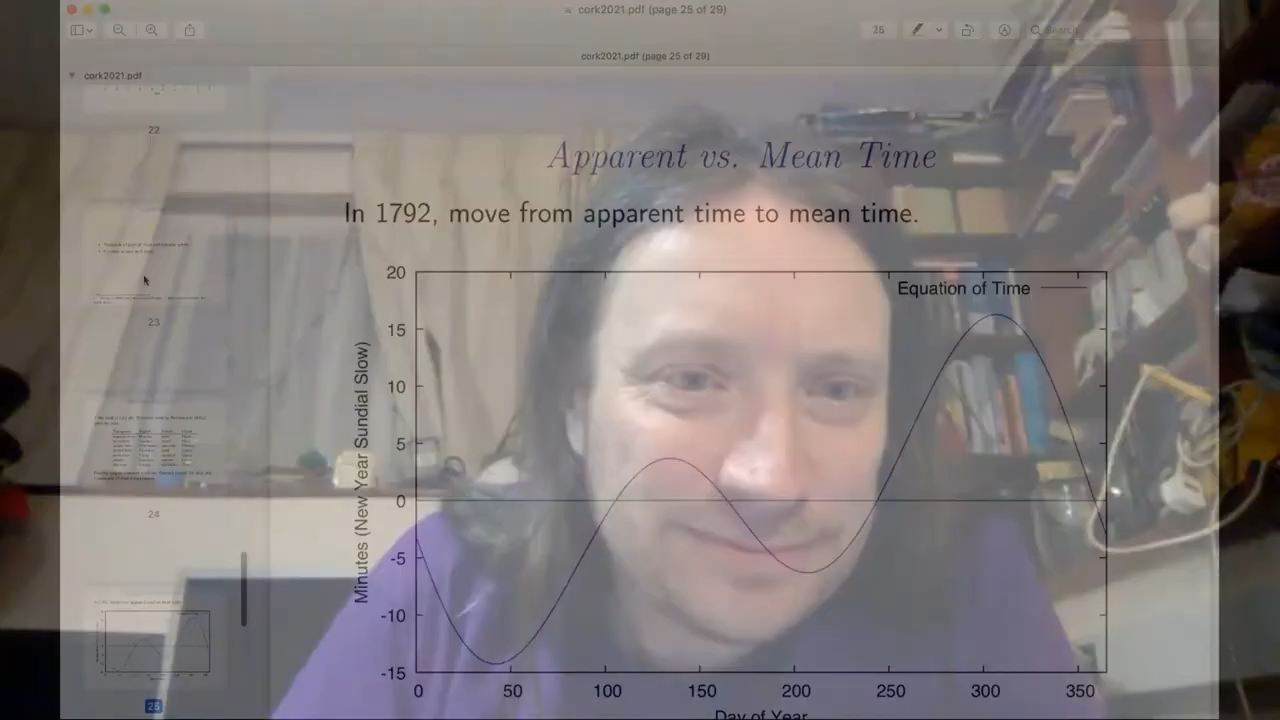 cork2021.pdf (page 25 of 29)
25
Search
cork2021.pdf (page 25 of 29)
cork2021.pdf
22
23
24
25
Apparent vs. Mean Time
In 1792, move from apparent time to mean time.
Equation of Time
Minutes (New Year Sundial Slow)
20
15
10
5
0
-5
-10
-15
0 50 100 150 200 250 300 350
Day of Year